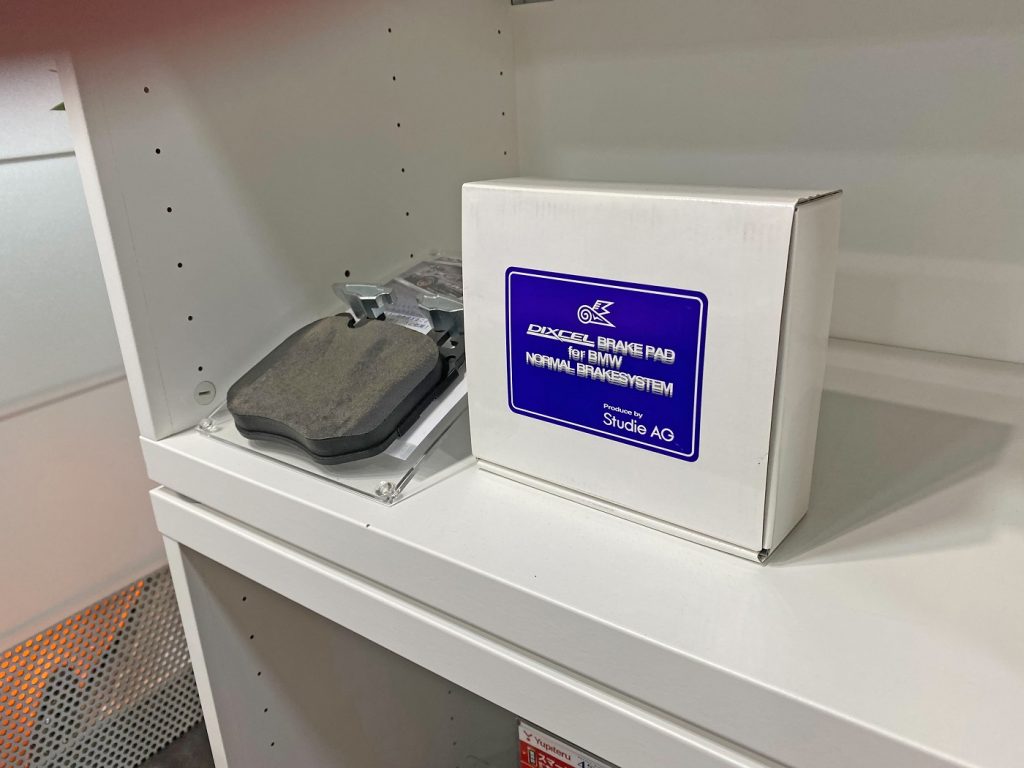 DIXCEL BRAKE PAD
for BMW
NORMAL BRAKESYSTEM
Produce by
Studie AG
Yupiteru